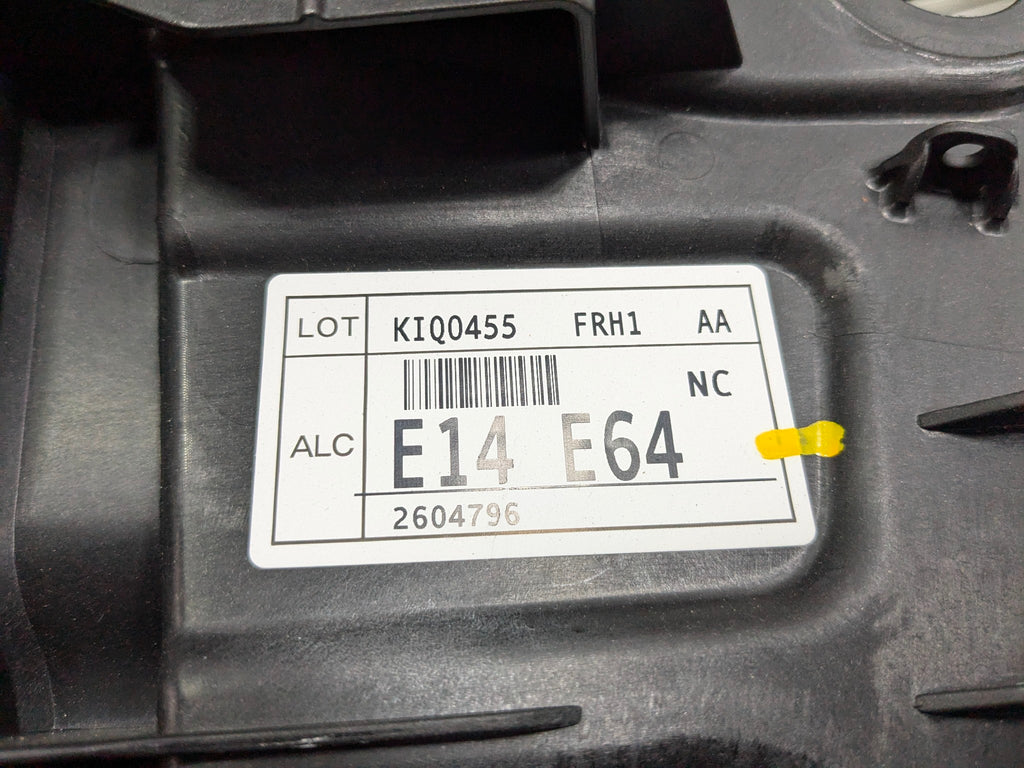 LOT KIQ0455 FRH1 AA
NC
ALC E14 E64
2604796